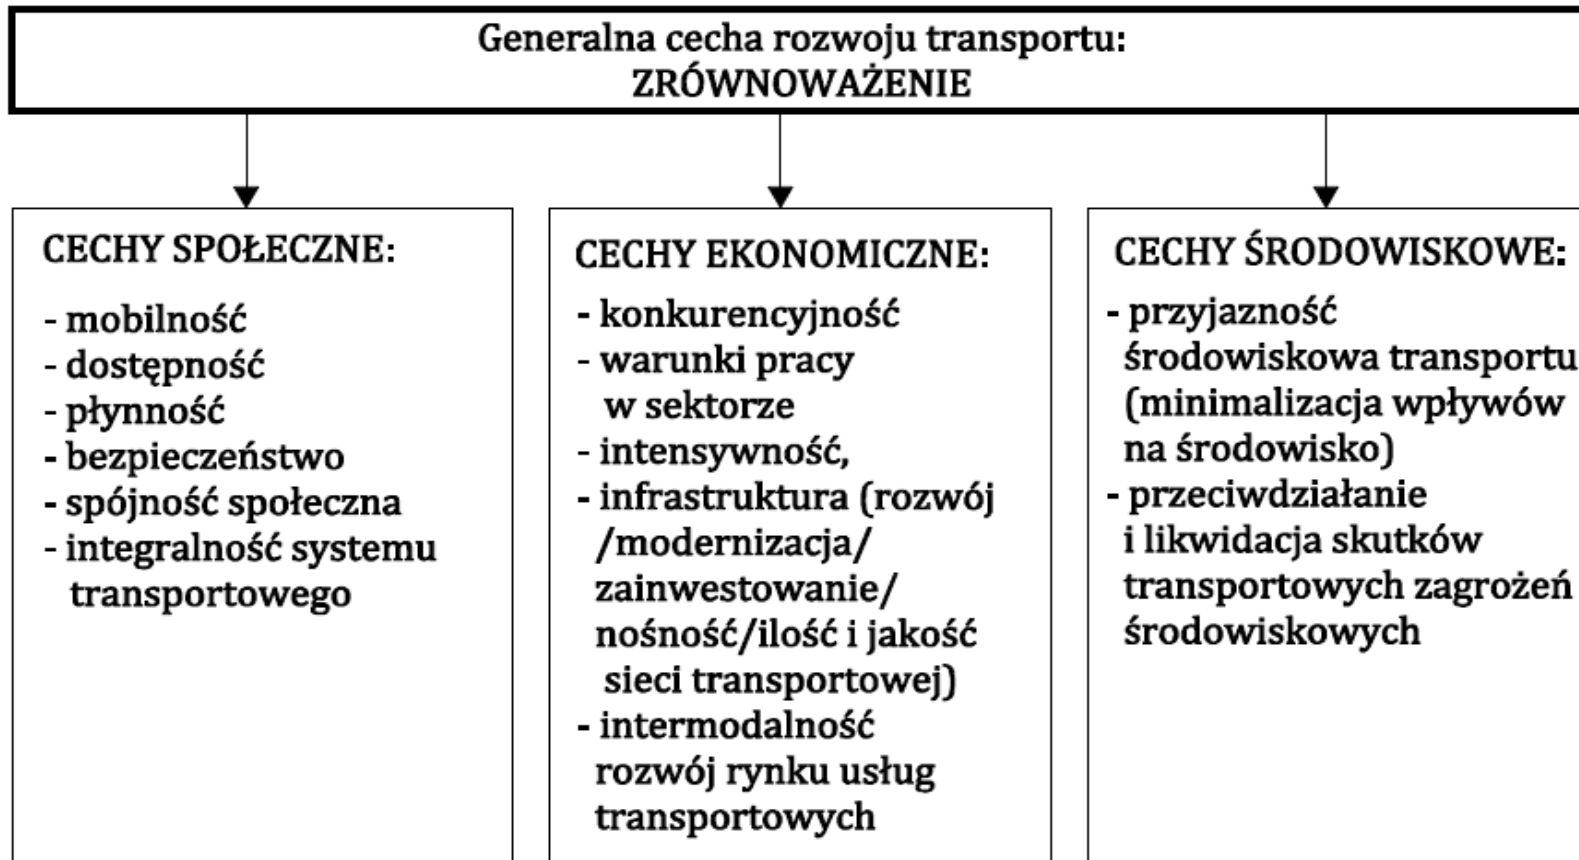 Generalna cecha rozwoju transportu:
ZRÓWNOWAŻENIE
CECHY SPOŁECZNE:
- mobilność
- dostępność
- płynność
- bezpieczeństwo
- spójność społeczna
- integralność systemu
transportowego
CECHY EKONOMICZNE:
- konkurencyjność
- warunki pracy
w sektorze
- intensywność,
- infrastruktura (rozwój
/modernizacja/
zainwestowanie/
nośność/ilość i jakość
sieci transportowej)
- intermodalność
rozwój rynku usług
transportowych
CECHY ŚRODOWISKOWE:
- przyjazność
środowiskowa transportu
(minimalizacja wpływów
na środowisko)
- przeciwdziałanie
i likwidacja skutków
transportowych zagrożeń
środowiskowych